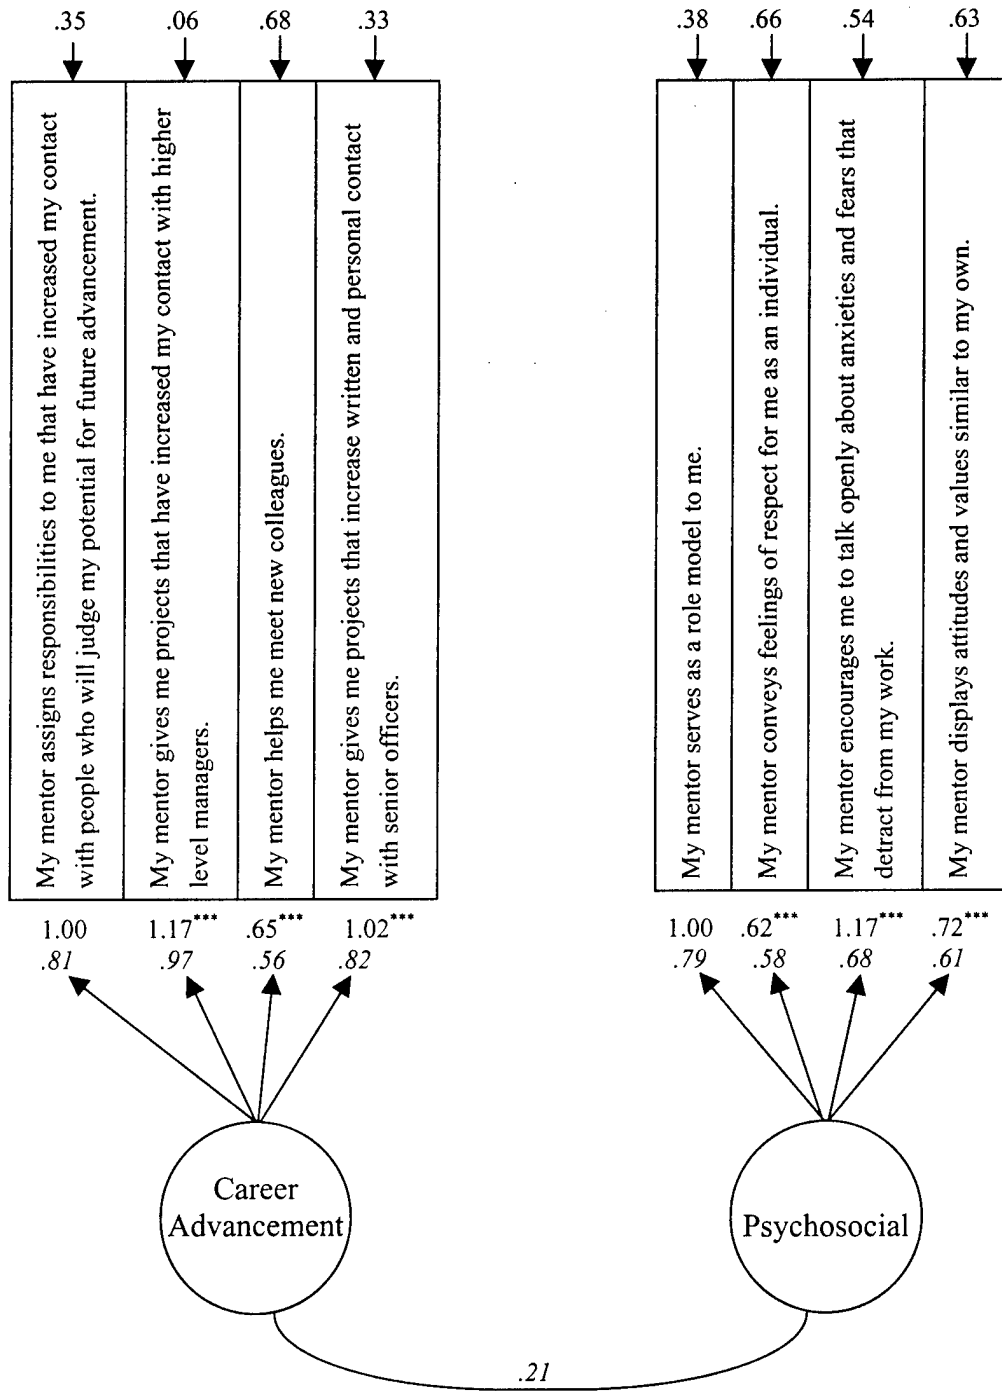 .35 .06 .68 .33 .38 .66 .54 .63
My mentor assigns responsibilities to me that have increased my contact
with people who will judge my potential for future advancement.
My mentor gives me projects that have increased my contact with higher
level managers.
My mentor helps me meet new colleagues.
My mentor gives me projects that increase written and personal contact
with senior officers.
My mentor serves as a role model to me.
My mentor conveys feelings of respect for me as an individual.
My mentor encourages me to talk openly about anxieties and fears that
detract from my work.
My mentor displays attitudes and values similar to my own.
1.00 1.17*** .65*** 1.02*** 1.00 .62*** 1.17*** .72***
.81 .97 .56 .82 .79 .58 .68 .61
Career
Advancement
Psychosocial
.21